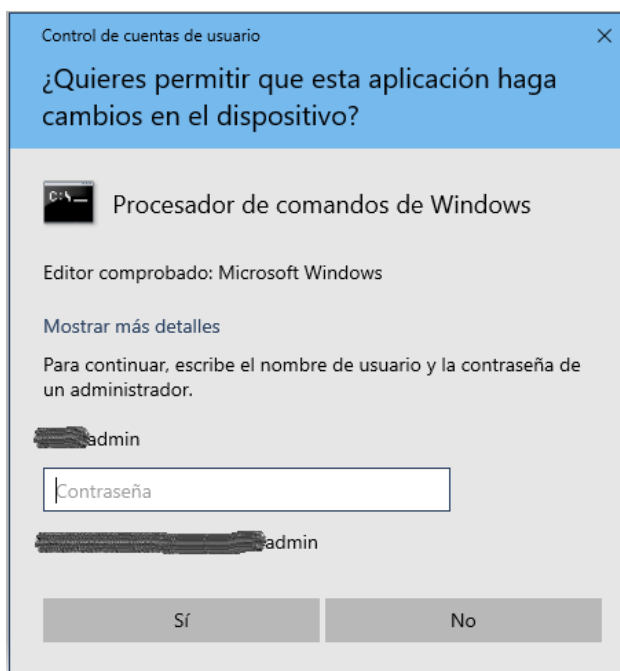 Control de cuentas de usuario
¿Quieres permitir que esta aplicación haga
cambios en el dispositivo?
C:\
Procesador de comandos de Windows
Editor comprobado: Microsoft Windows
Mostrar más detalles
Para continuar, escribe el nombre de usuario y la contraseña de
un administrador.
admin
Contraseña
admin
Sí
No